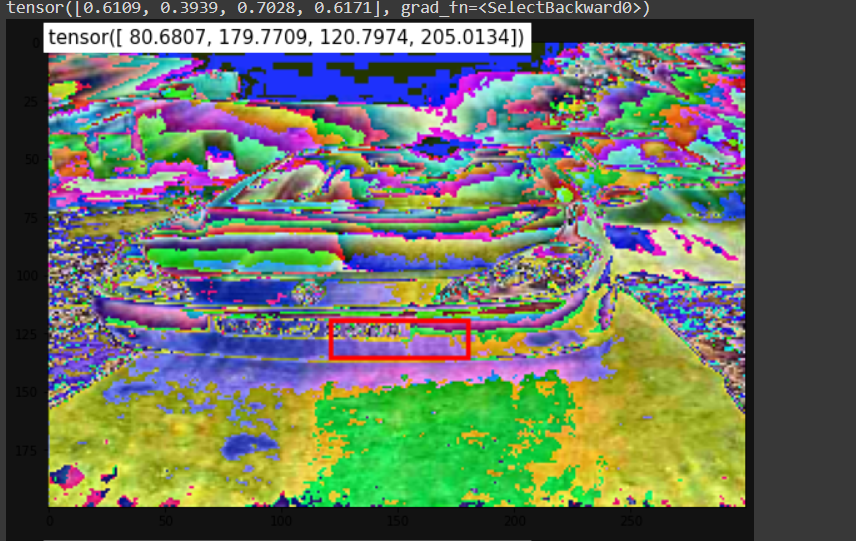 tensor([0.6109, 0.3939, 0.7028, 0.6171], grad_fn=<SelectBackward0>)
tensor([ 80.6807, 179.7709, 120.7974, 205.0134])
0
25
50
75
100
125
150
175
0 50 100 150 200 250